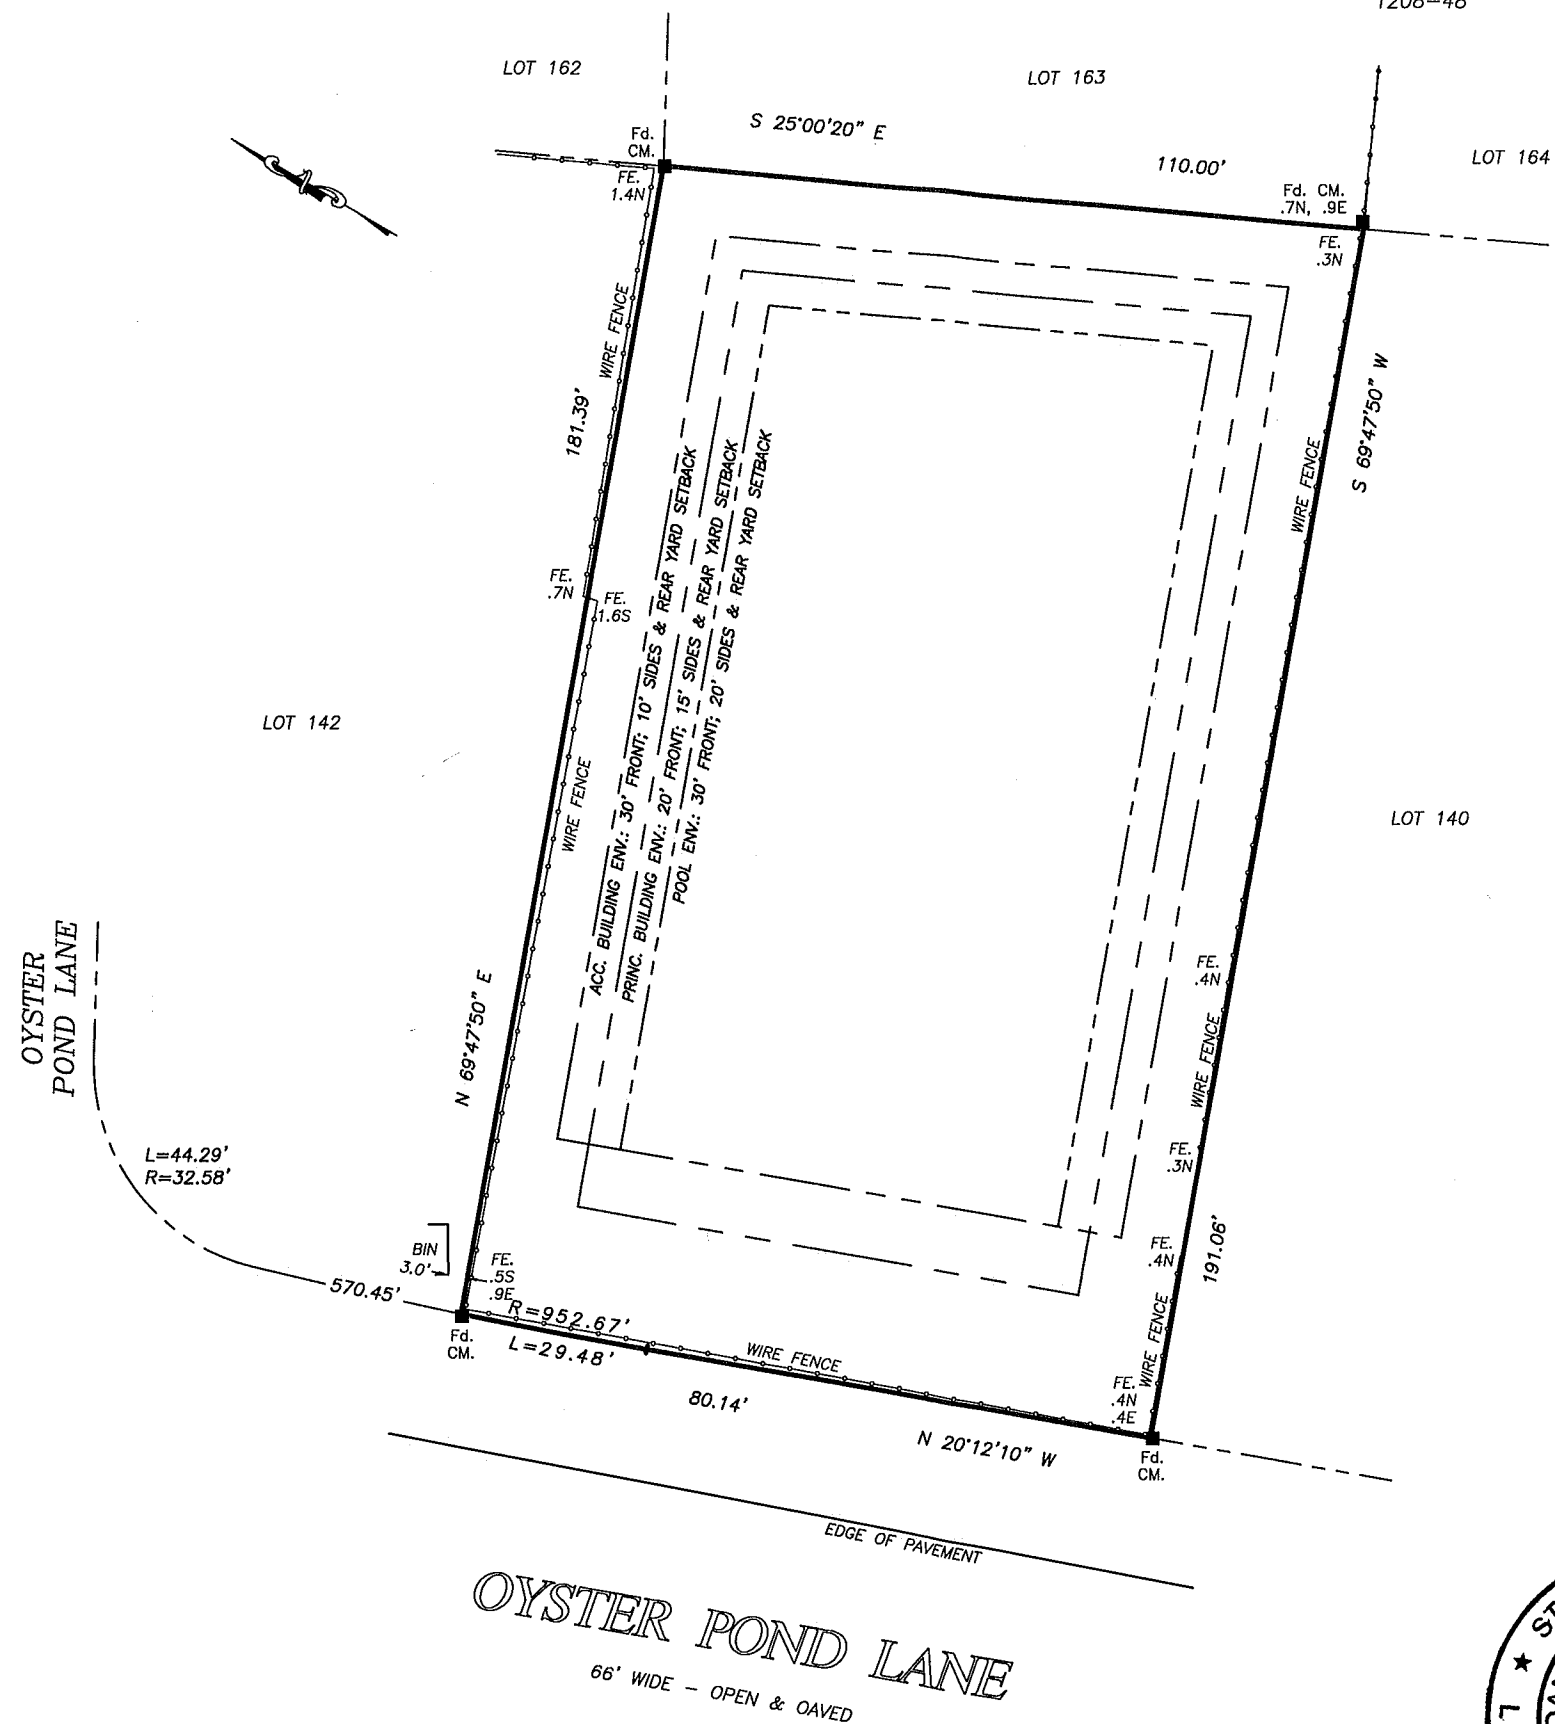 1208-48
LOT 162
LOT 163
LOT 164
S 25°00'20" E
110.00'
Fd.
CM.
FE.
1.4N
Fd. CM.
.7N, .9E
FE.
.3N
WIRE FENCE
181.39'
S 69°47'50" W
WIRE FENCE
FE.
.7N
FE.
1.6S
ACC. BUILDING ENV.: 30' FRONT; 10' SIDES & REAR YARD SETBACK
PRINC. BUILDING ENV.: 20' FRONT; 15' SIDES & REAR YARD SETBACK
POOL ENV.: 30' FRONT; 20' SIDES & REAR YARD SETBACK
LOT 142
WIRE FENCE
LOT 140
OYSTER
POND LANE
N 69°47'50" E
FE.
.4N
WIRE FENCE
FE.
.3N
L=44.29'
R=32.58'
BIN
3.0'
FE.
.5S
.9E
FE.
.4N
191.06'
570.45'
R=952.67'
L=29.48'
Fd.
CM.
WIRE FENCE
WIRE FENCE
80.14'
FE.
.4N
.4E
N 20°12'10" W
Fd.
CM.
EDGE OF PAVEMENT
OYSTER POND LANE
66' WIDE - OPEN & OAVED